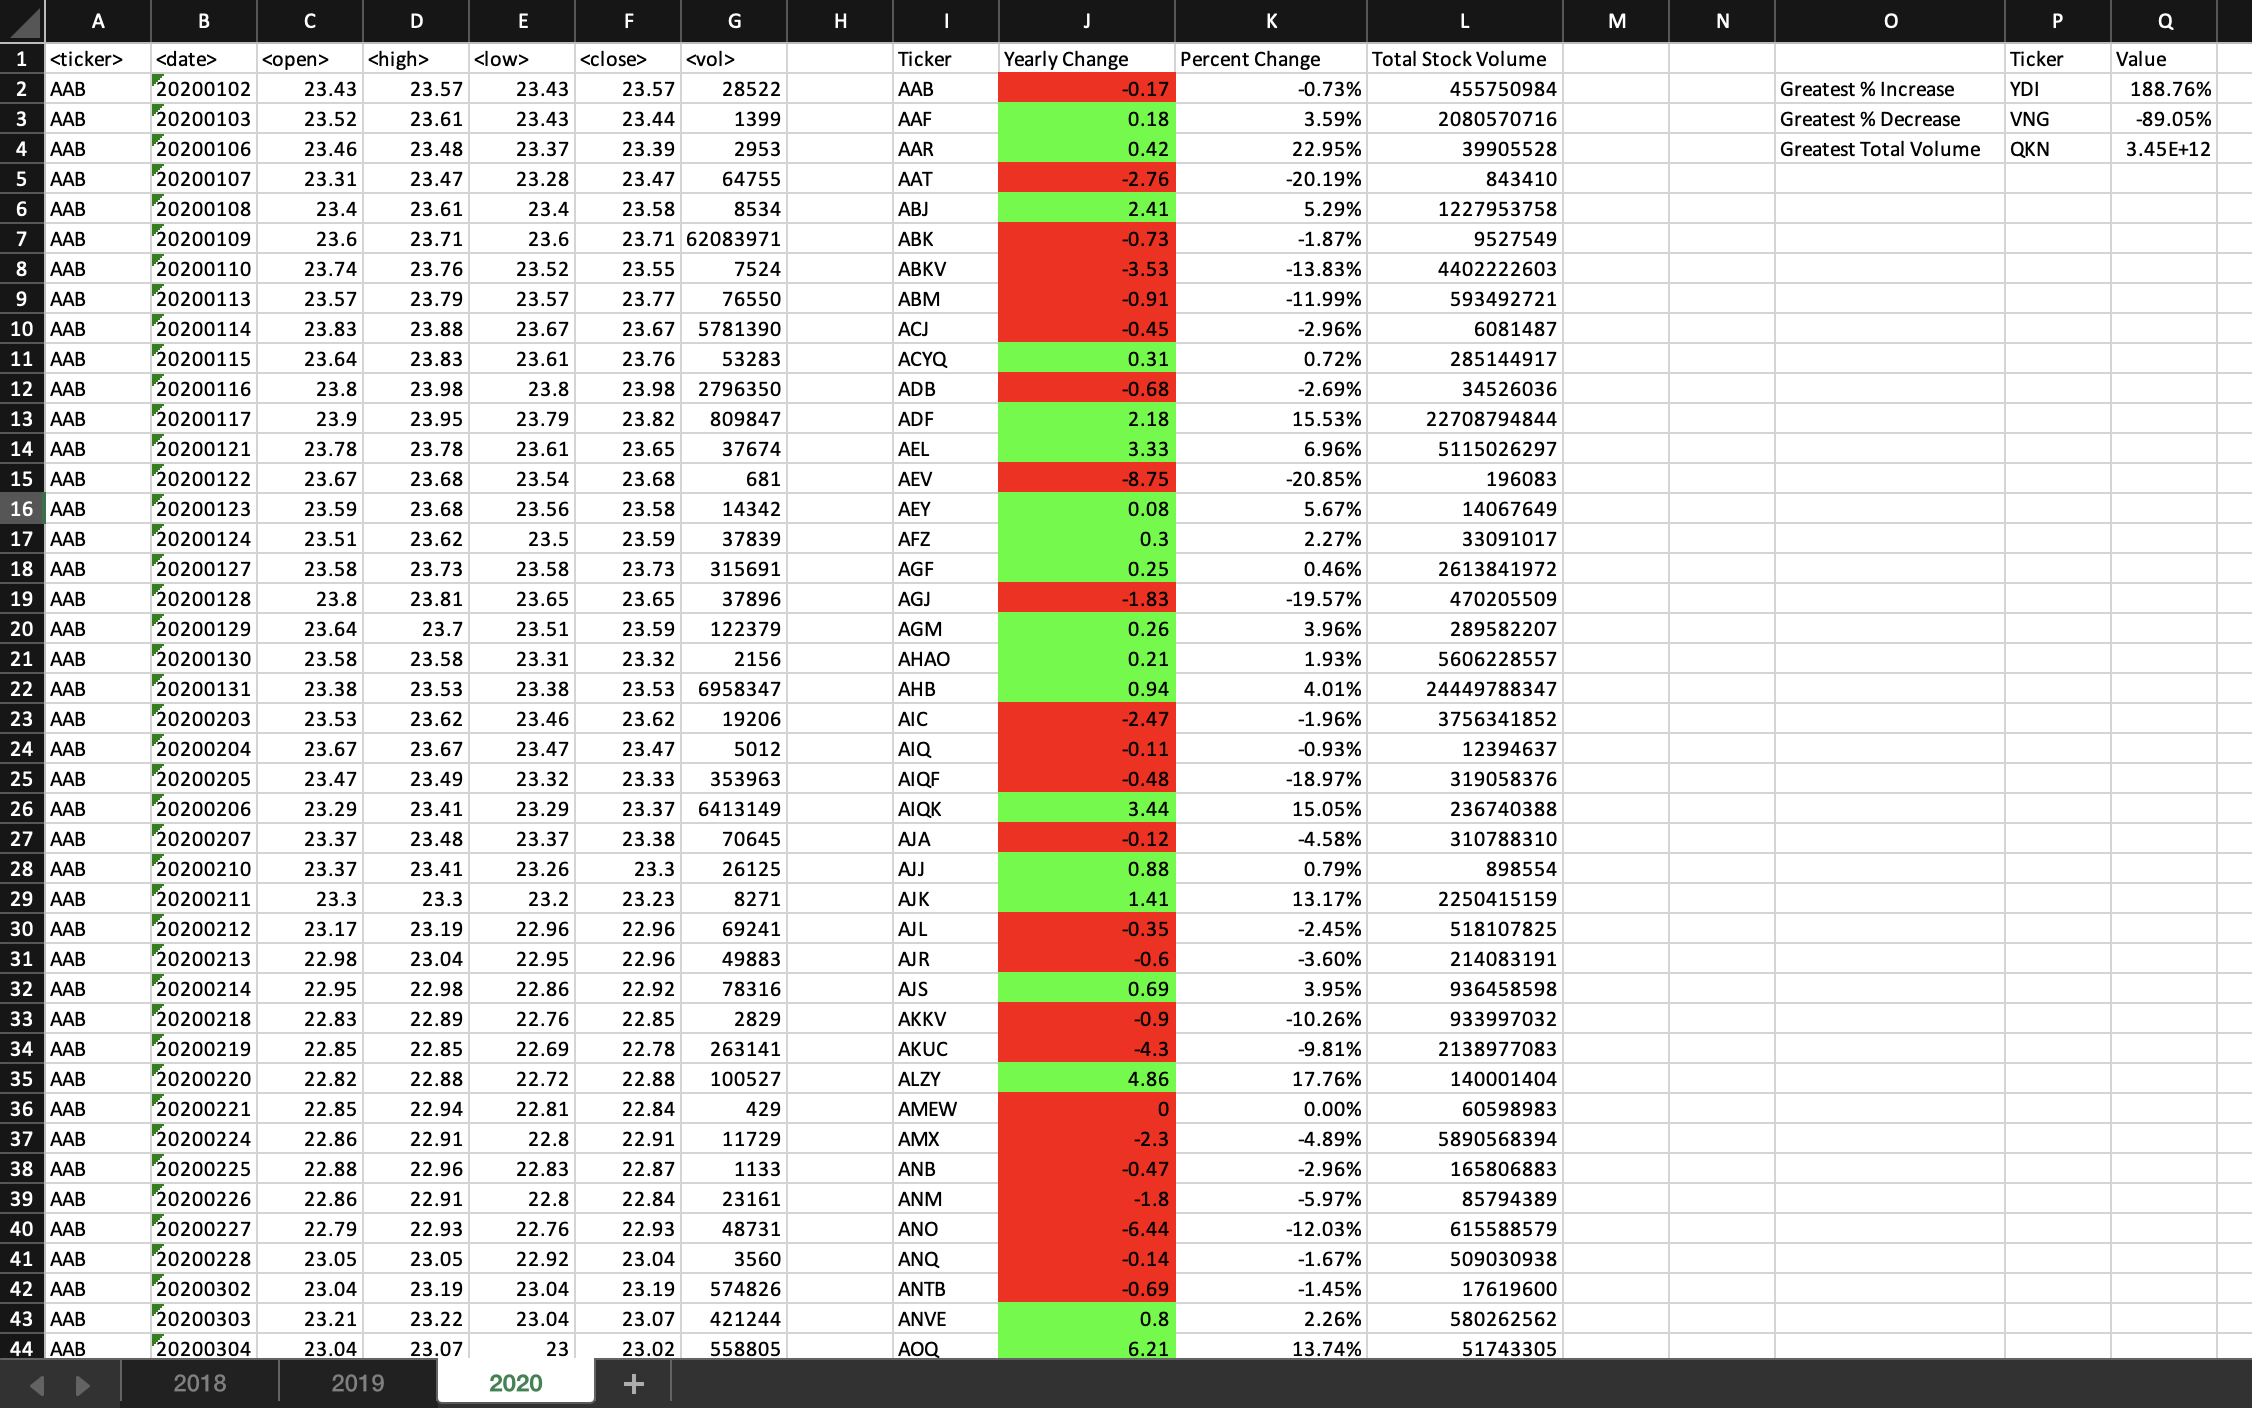 A B C D E F G H I J K L M N O P Q
1 <ticker> <date> <open> <high> <low> <close> <vol> Ticker Yearly Change Percent Change Total Stock Volume Ticker Value
2 AAB 20200102 23.43 23.57 23.43 23.57 28522 AAB -0.17 -0.73% 455750984 Greatest % Increase YDI 188.76%
3 AAB 20200103 23.52 23.61 23.43 23.44 1399 AAF 0.18 3.59% 2080570716 Greatest % Decrease VNG -89.05%
4 AAB 20200106 23.46 23.48 23.37 23.39 2953 AAR 0.42 22.95% 39905528 Greatest Total Volume QKN 3.45E+12
5 AAB 20200107 23.31 23.47 23.28 23.47 64755 AAT -2.76 -20.19% 843410
6 AAB 20200108 23.4 23.61 23.4 23.58 8534 ABJ 2.41 5.29% 1227953758
7 AAB 20200109 23.6 23.71 23.6 23.71 62083971 ABK -0.73 -1.87% 9527549
8 AAB 20200110 23.74 23.76 23.52 23.55 7524 ABKV -3.53 -13.83% 4402222603
9 AAB 20200113 23.57 23.79 23.57 23.77 76550 ABM -0.91 -11.99% 593492721
10 AAB 20200114 23.83 23.88 23.67 23.67 5781390 ACJ -0.45 -2.96% 6081487
11 AAB 20200115 23.64 23.83 23.61 23.76 53283 ACYQ 0.31 0.72% 285144917
12 AAB 20200116 23.8 23.98 23.8 23.98 2796350 ADB -0.68 -2.69% 34526036
13 AAB 20200117 23.9 23.95 23.79 23.82 809847 ADF 2.18 15.53% 22708794844
14 AAB 20200121 23.78 23.78 23.61 23.65 37674 AEL 3.33 6.96% 5115026297
15 AAB 20200122 23.67 23.68 23.54 23.68 681 AEV -8.75 -20.85% 196083
16 AAB 20200123 23.59 23.68 23.56 23.58 14342 AEY 0.08 5.67% 14067649
17 AAB 20200124 23.51 23.62 23.5 23.59 37839 AFZ 0.3 2.27% 33091017
18 AAB 20200127 23.58 23.73 23.58 23.73 315691 AGF 0.25 0.46% 2613841972
19 AAB 20200128 23.8 23.81 23.65 23.65 37896 AGJ -1.83 -19.57% 470205509
20 AAB 20200129 23.64 23.7 23.51 23.59 122379 AGM 0.26 3.96% 289582207
21 AAB 20200130 23.58 23.58 23.31 23.32 2156 AHAO 0.21 1.93% 5606228557
22 AAB 20200131 23.38 23.53 23.38 23.53 6958347 AHB 0.94 4.01% 24449788347
23 AAB 20200203 23.53 23.62 23.46 23.62 19206 AIC -2.47 -1.96% 3756341852
24 AAB 20200204 23.67 23.67 23.47 23.47 5012 AIQ -0.11 -0.93% 12394637
25 AAB 20200205 23.47 23.49 23.32 23.33 353963 AIQF -0.48 -18.97% 319058376
26 AAB 20200206 23.29 23.41 23.29 23.37 6413149 AIQK 3.44 15.05% 236740388
27 AAB 20200207 23.37 23.48 23.37 23.38 70645 AJA -0.12 -4.58% 310788310
28 AAB 20200210 23.37 23.41 23.26 23.3 26125 AJJ 0.88 0.79% 898554
29 AAB 20200211 23.3 23.3 23.2 23.23 8271 AJK 1.41 13.17% 2250415159
30 AAB 20200212 23.17 23.19 22.96 22.96 69241 AJL -0.35 -2.45% 518107825
31 AAB 20200213 22.98 23.04 22.95 22.96 49883 AJR -0.6 -3.60% 214083191
32 AAB 20200214 22.95 22.98 22.86 22.92 78316 AJS 0.69 3.95% 936458598
33 AAB 20200218 22.83 22.89 22.76 22.85 2829 AKKV -0.9 -10.26% 933997032
34 AAB 20200219 22.85 22.85 22.69 22.78 263141 AKUC -4.3 -9.81% 2138977083
35 AAB 20200220 22.82 22.88 22.72 22.88 100527 ALZY 4.86 17.76% 140001404
36 AAB 20200221 22.85 22.94 22.81 22.84 429 AMEW 0 0.00% 60598983
37 AAB 20200224 22.86 22.91 22.8 22.91 11729 AMX -2.3 -4.89% 5890568394
38 AAB 20200225 22.88 22.96 22.83 22.87 1133 ANB -0.47 -2.96% 165806883
39 AAB 20200226 22.86 22.91 22.8 22.84 23161 ANM -1.8 -5.97% 85794389
40 AAB 20200227 22.79 22.93 22.76 22.93 48731 ANO -6.44 -12.03% 615588579
41 AAB 20200228 23.05 23.05 22.92 23.04 3560 ANQ -0.14 -1.67% 509030938
42 AAB 20200302 23.04 23.19 23.04 23.19 574826 ANTB -0.69 -1.45% 17619600
43 AAB 20200303 23.21 23.22 23.04 23.07 421244 ANVE 0.8 2.26% 580262562
44 AAB 20200304 23.04 23.07 23 23.02 558805 AOQ 6.21 13.74% 51743305
2018 2019 2020 +